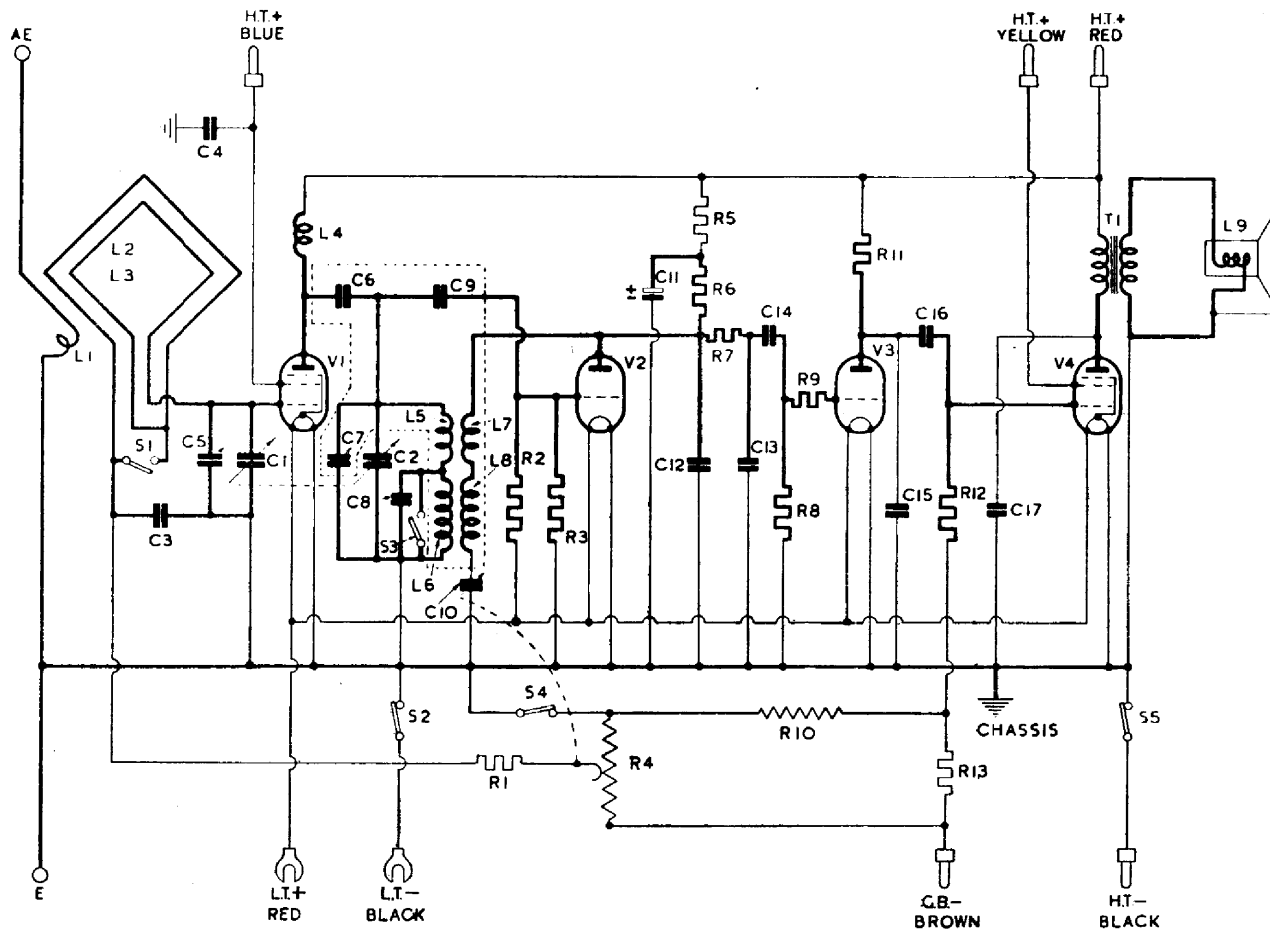 AE
H.T.+
BLUE
H.T.+
YELLOW
H.T.+
RED
C4
L2
L3
L4
R5
R11
T1
L9
C6
C9
C11
±
R6
C14
C16
L1
V1
V2
R7
V3
V4
R9
S1
C5
C1
C7
C2
L5
L7
L8
R2
C12
C13
C8
R3
R8
C15
R12
C17
C3
S3
L6
C10
S2
S4
R10
CHASSIS
S5
R1
R4
R13
E
L.T.+
RED
L.T.–
BLACK
G.B.–
BROWN
H.T.–
BLACK